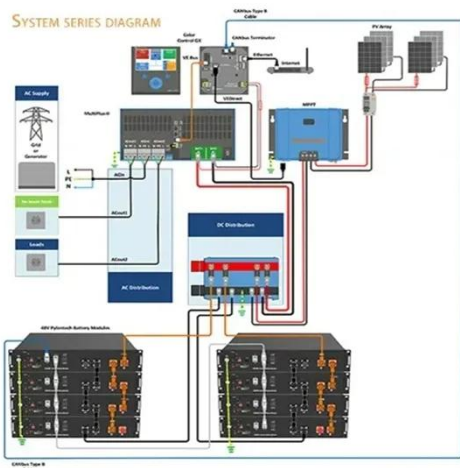 SYSTEM SERIES DIAGRAM
CANbus Type B
Cable
Color
Control GX
CANbus Terminator
PV Array
VE Bus
Ethernet
Internet
AC Supply
VE Direct
MultiPlus-II
MPPT
Grid
or
Generator
L
PE
N
ACin
ACout1
Loads
ACout2
DC Distribution
AC Distribution
48V Pylontech Battery Modules
CANbus Type B